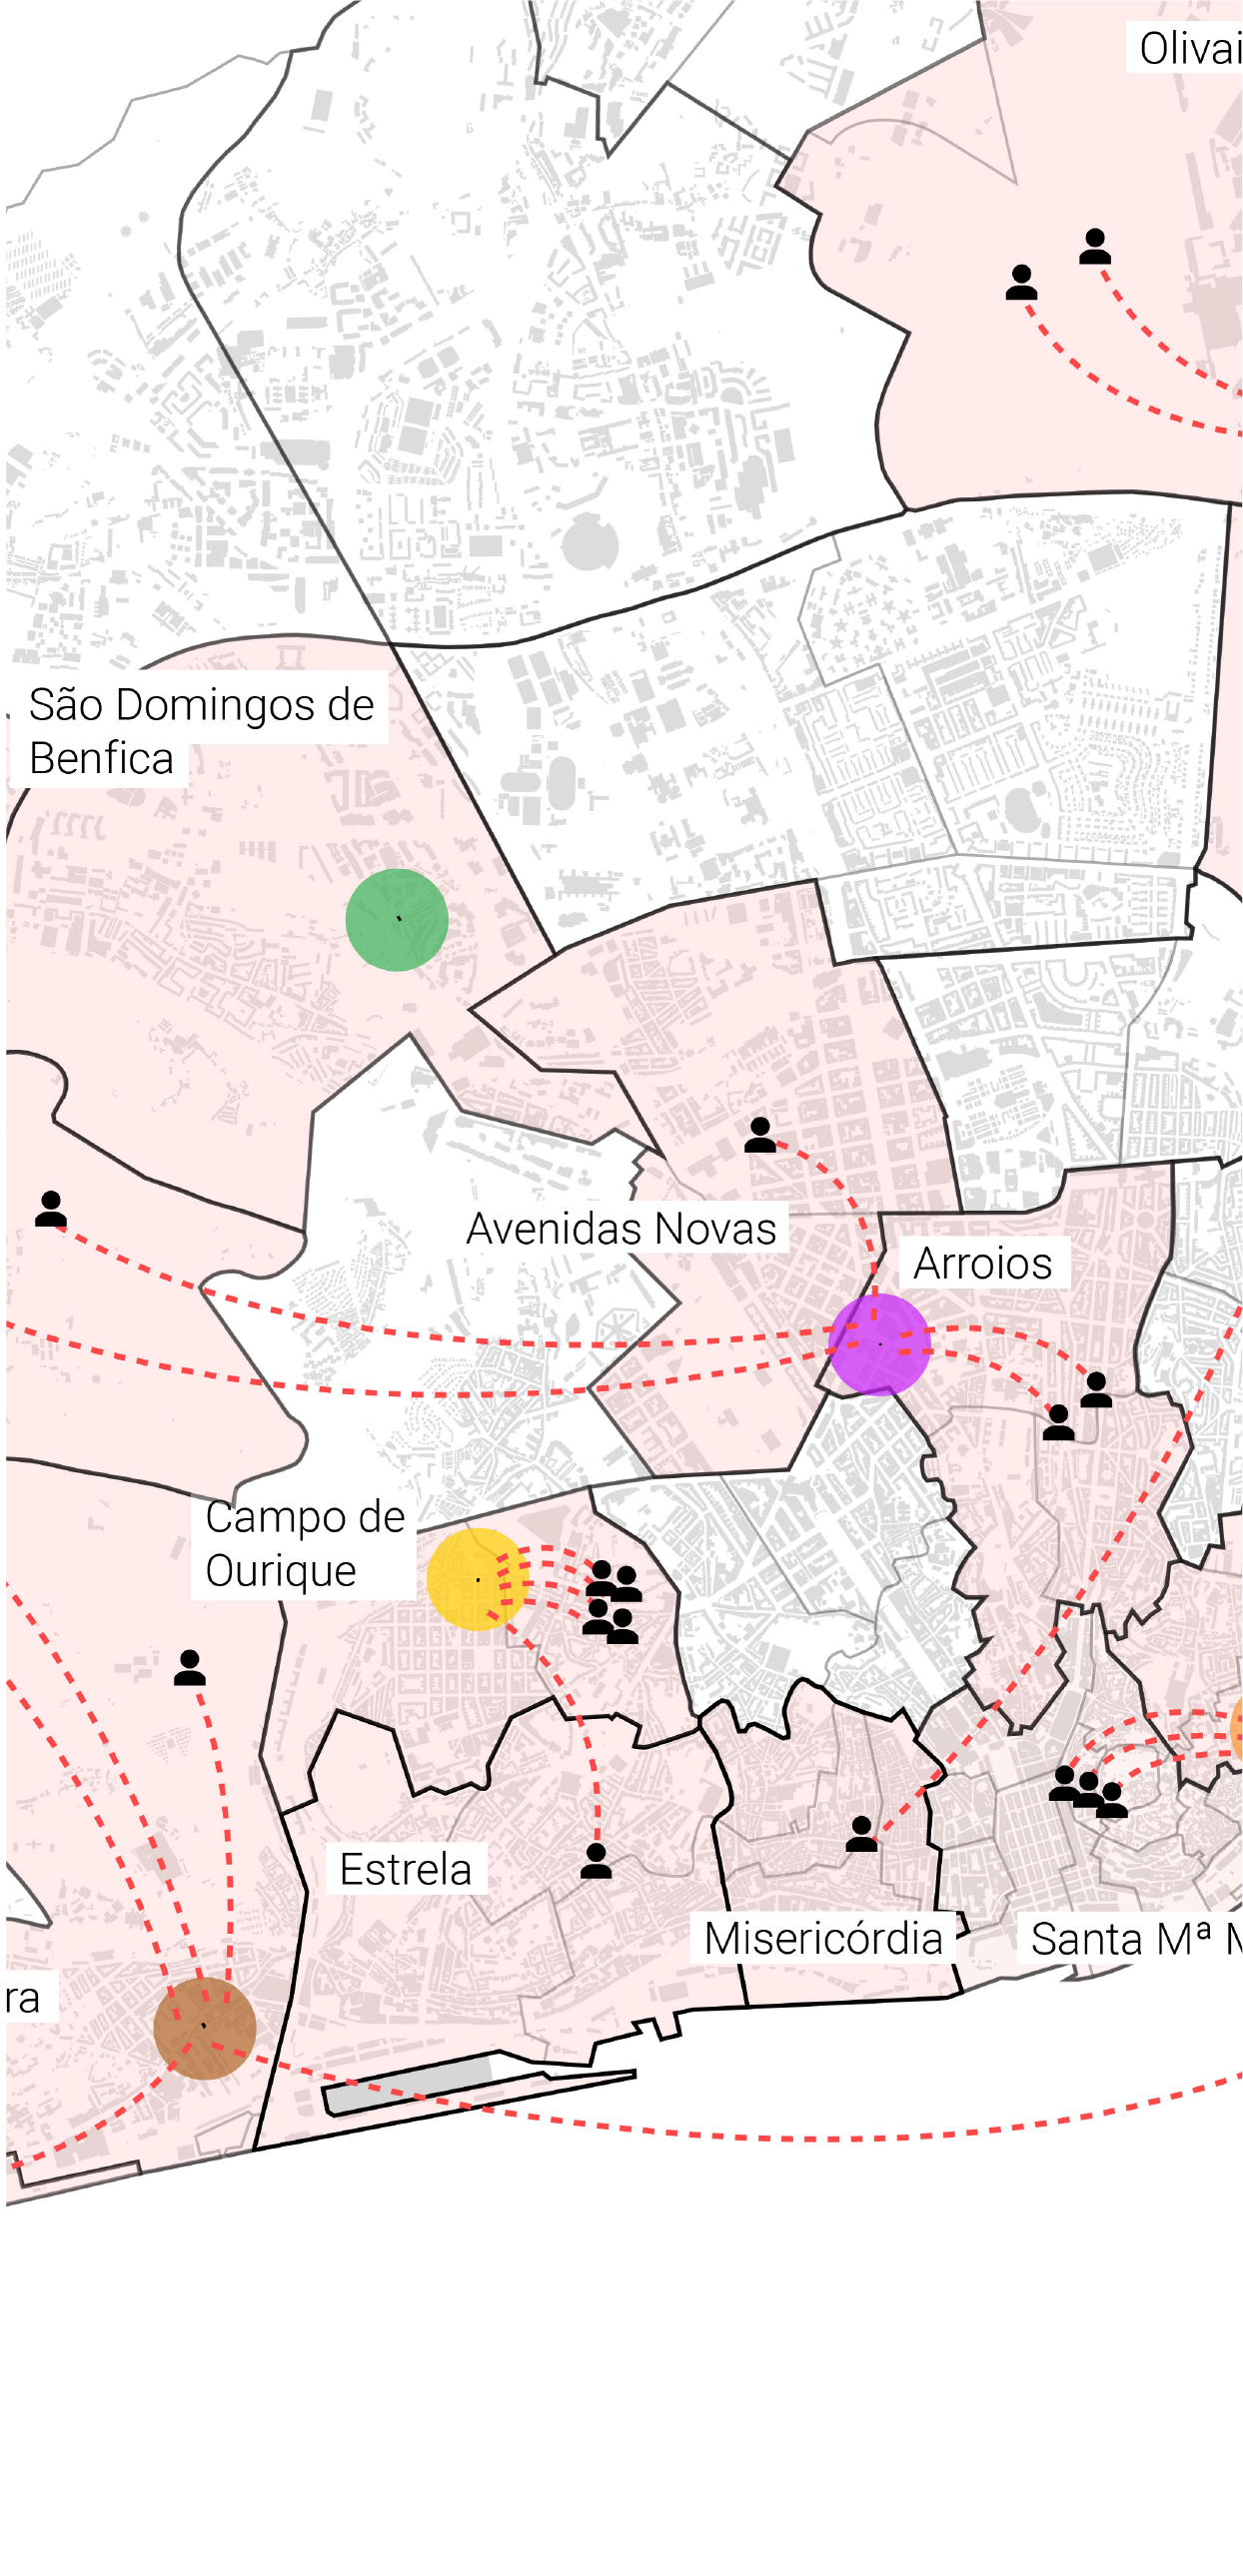 Olivai
São Domingos de
Benfica
Avenidas Novas
Arroios
Campo de
Ourique
Estrela
Misericórdia
Santa Mª M
ra